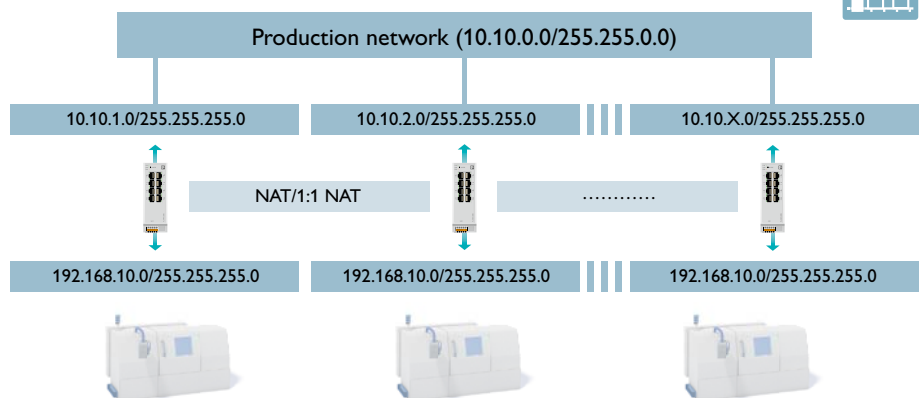 Production network (10.10.0.0/255.255.0.0)
10.10.1.0/255.255.255.0
10.10.2.0/255.255.255.0
10.10.X.0/255.255.255.0
NAT/1:1 NAT
............
192.168.10.0/255.255.255.0
192.168.10.0/255.255.255.0
192.168.10.0/255.255.255.0